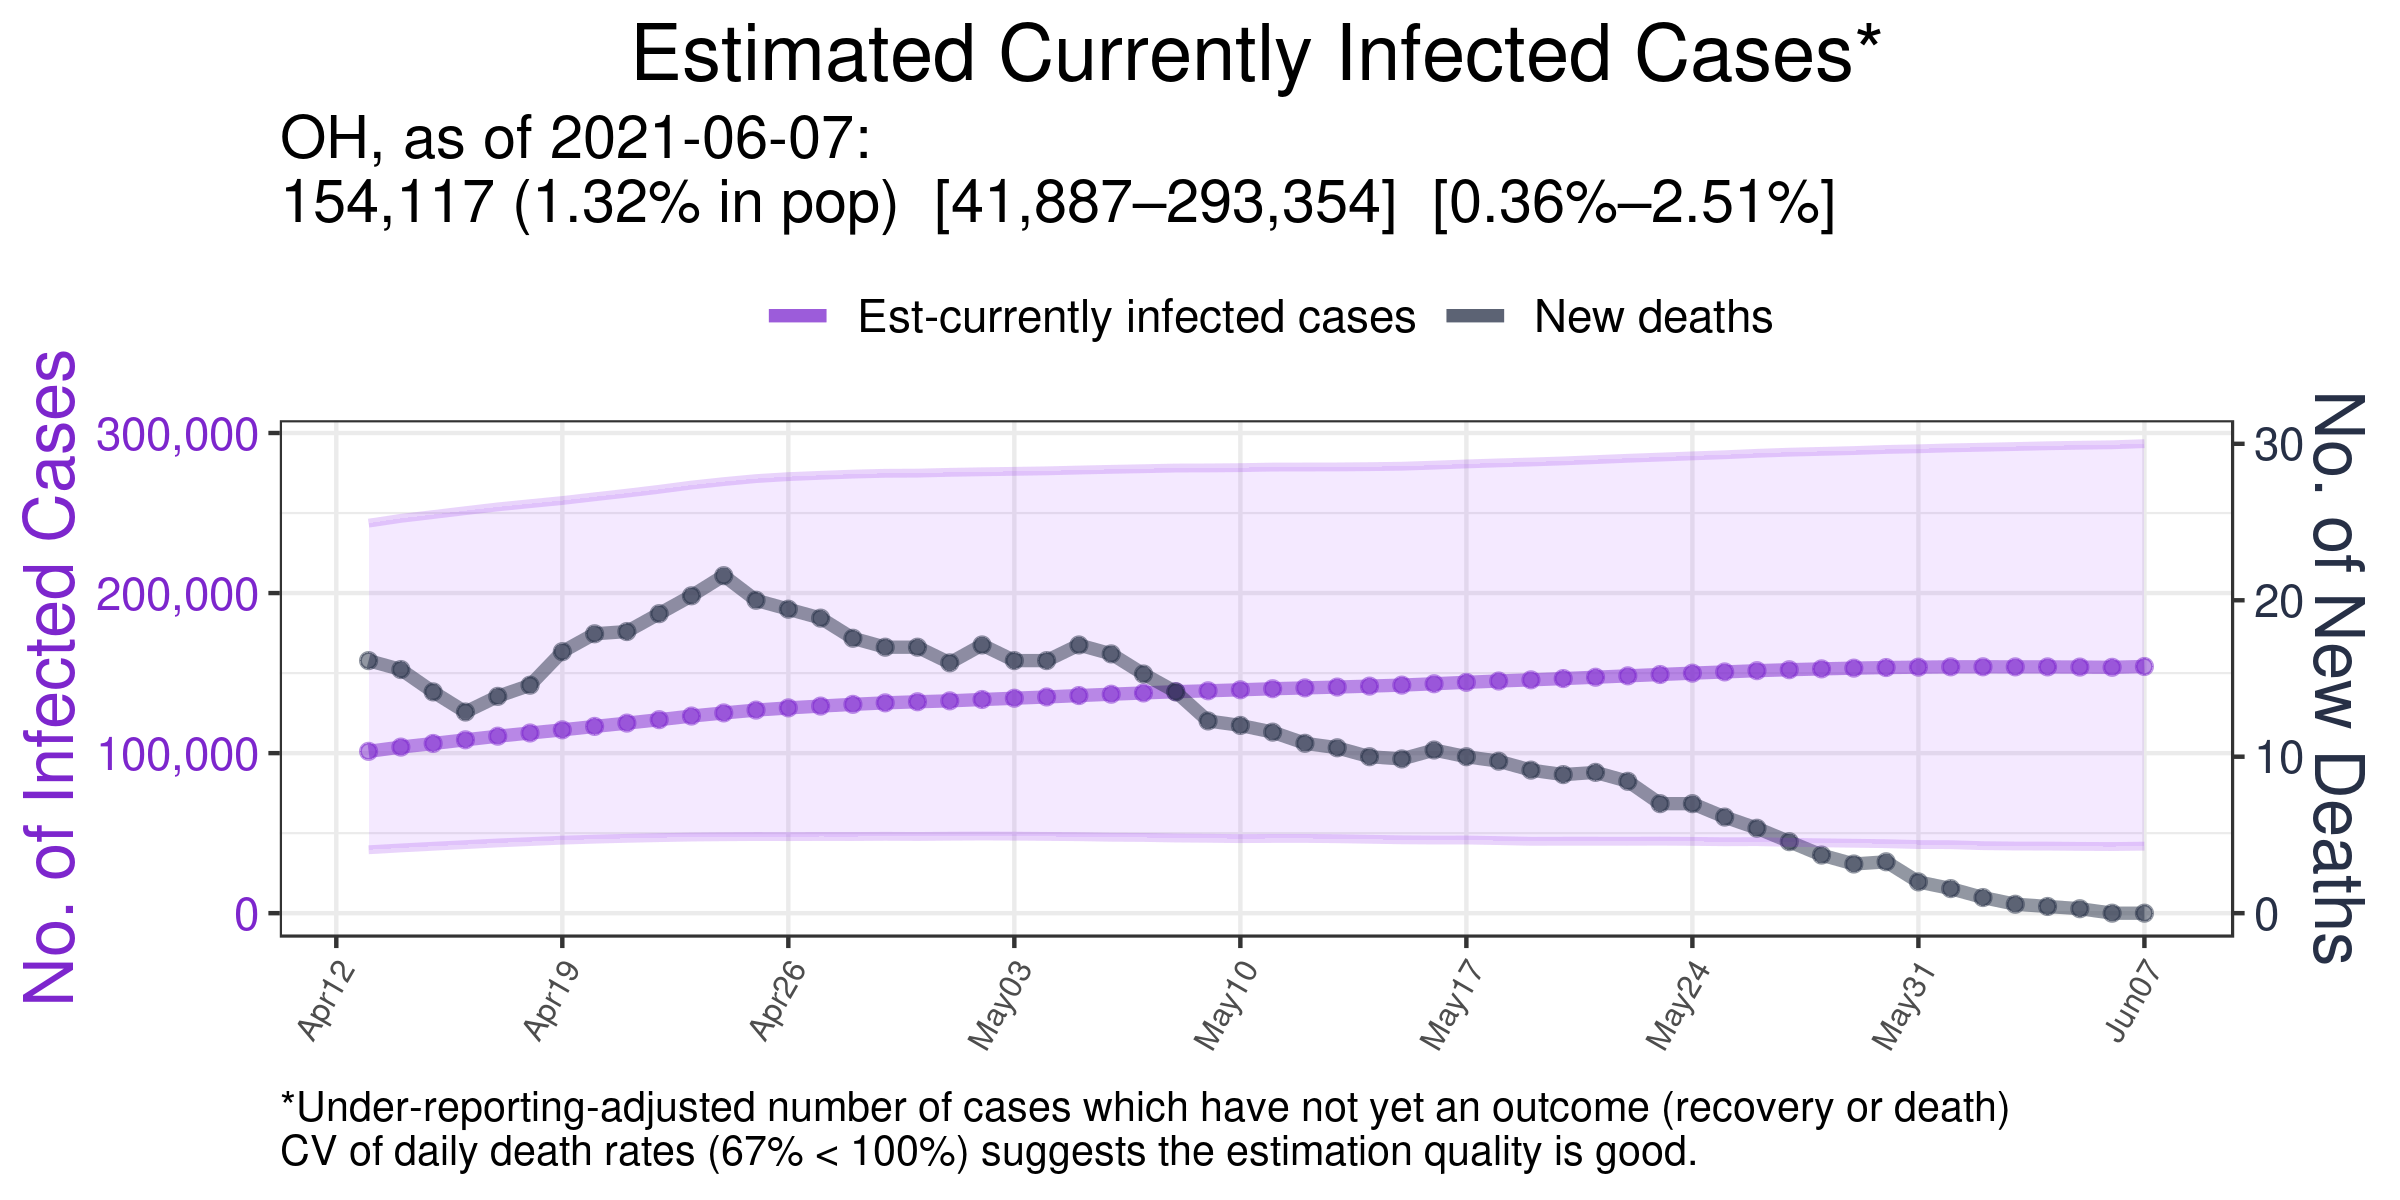 Estimated Currently Infected Cases*
OH, as of 2021-06-07:
154,117 (1.32% in pop)  [41,887–293,354]  [0.36%–2.51%]
Est-currently infected cases
New deaths
No. of Infected Cases
300,000
200,000
100,000
0
30
20
10
0
No. of New Deaths
Apr12
Apr19
Apr26
May03
May10
May17
May24
May31
Jun07
*Under-reporting-adjusted number of cases which have not yet an outcome (recovery or death)
CV of daily death rates (67% < 100%) suggests the estimation quality is good.